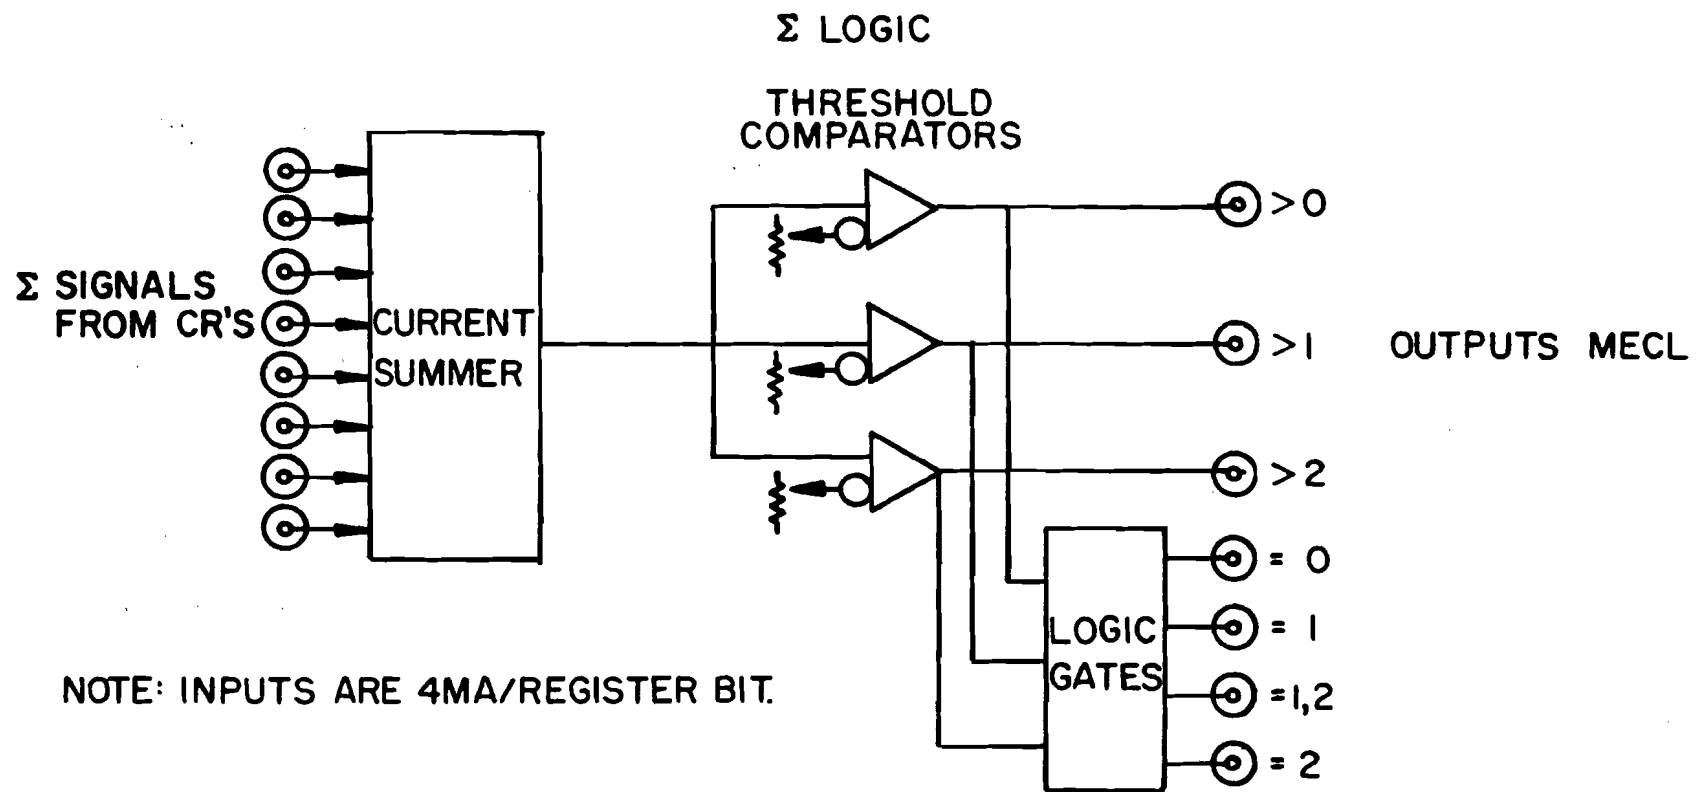 Σ LOGIC
THRESHOLD
COMPARATORS
Σ SIGNALS
FROM CR'S
CURRENT
SUMMER
>0
>1
OUTPUTS MECL
>2
= 0
= 1
=1,2
= 2
LOGIC
GATES
NOTE: INPUTS ARE 4MA/REGISTER BIT.